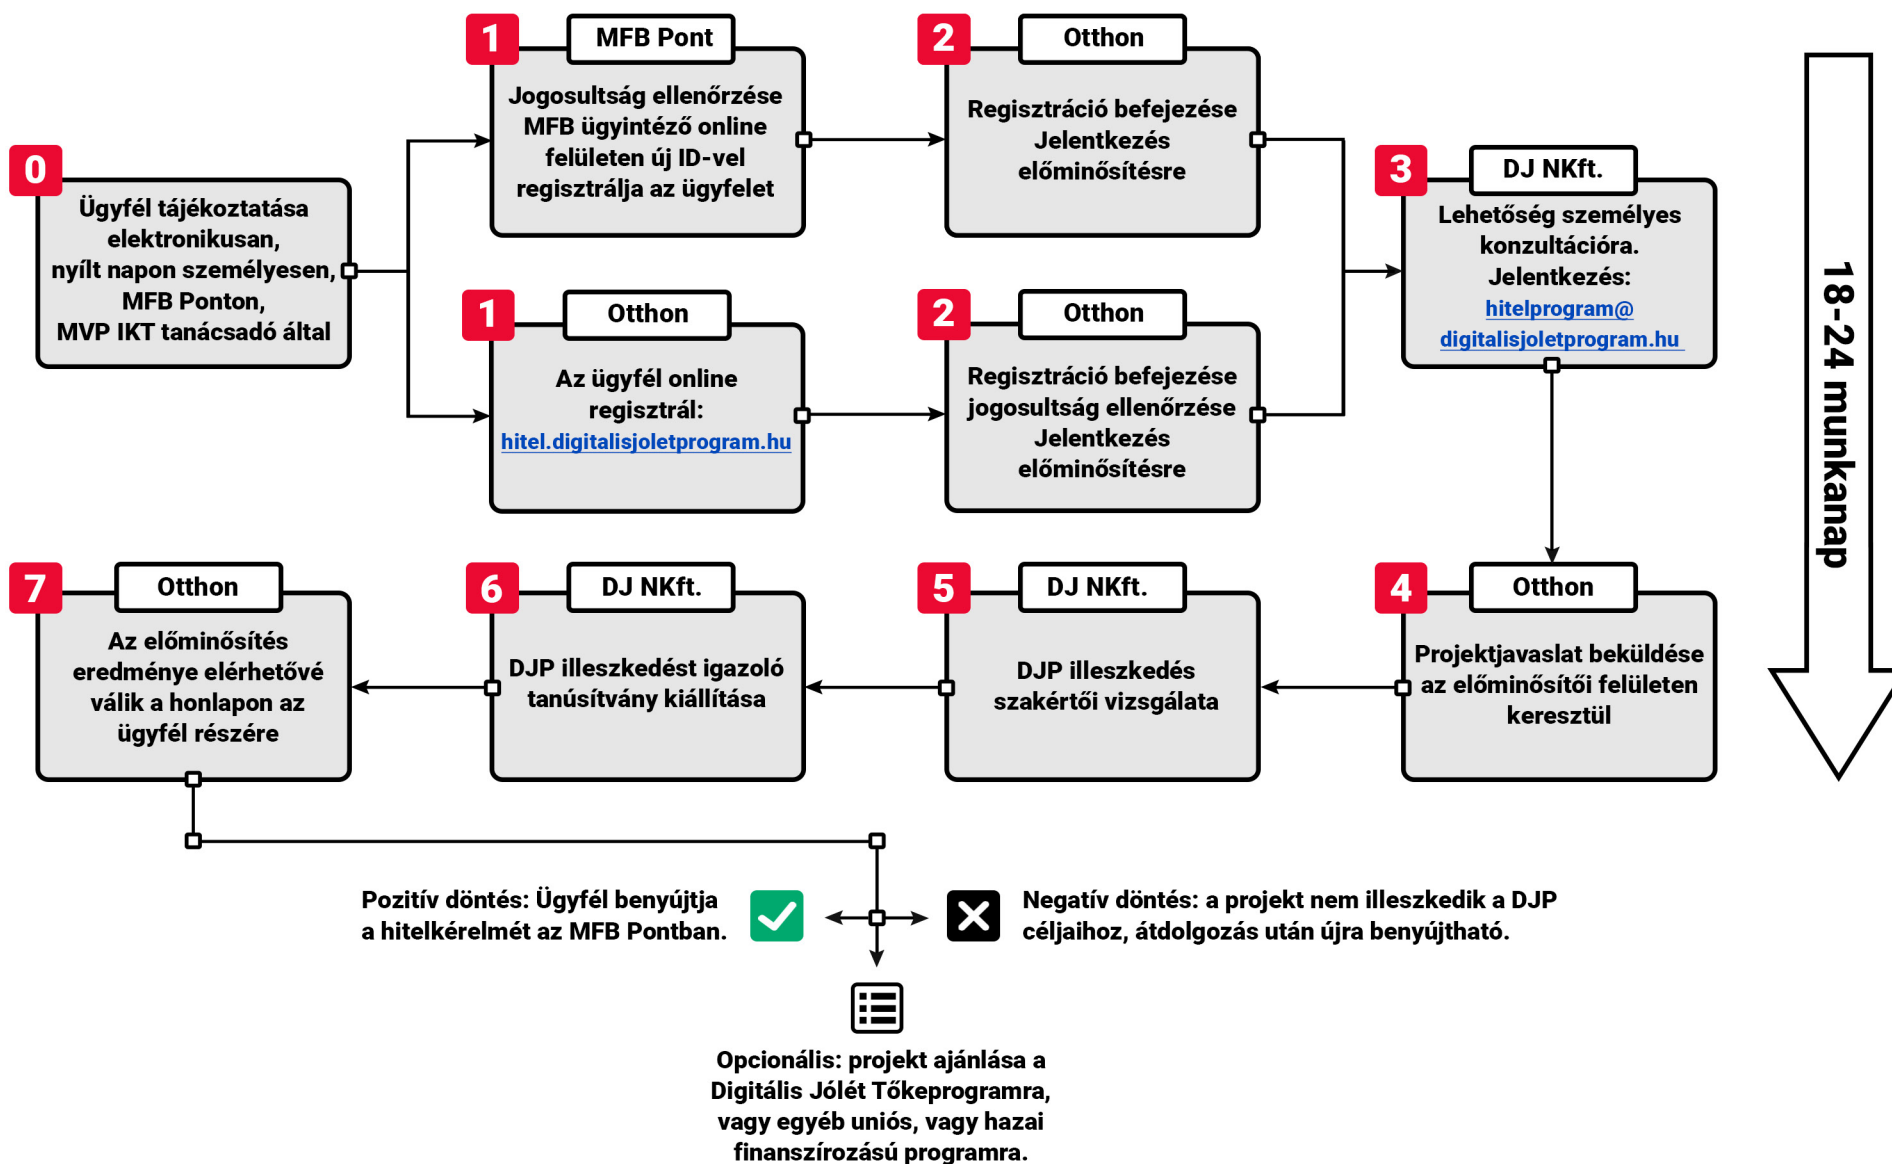 0
Ügyfél tájékoztatása
elektronikusan,
nyílt napon személyesen,
MFB Ponton,
MVP IKT tanácsadó által
1
MFB Pont
Jogosultság ellenőrzése
MFB ügyintéző online
felületen új ID-vel
regisztrálja az ügyfelet
2
Otthon
Regisztráció befejezése
Jelentkezés
előminősítésre
1
Otthon
Az ügyfél online
regisztrál:
hitel.digitalisjoletprogram.hu
2
Otthon
Regisztráció befejezése
jogosultság ellenőrzése
Jelentkezés
előminősítésre
3
DJ NKft.
Lehetőség személyes
konzultációra.
Jelentkezés:
hitelprogram@
digitalisjoletprogram.hu
18-24 munkanap
4
Otthon
Projektjavaslat beküldése
az előminősítői felületen
keresztül
5
DJ NKft.
DJP illeszkedés
szakértői vizsgálata
6
DJ NKft.
DJP illeszkedést igazoló
tanúsítvány kiállítása
7
Otthon
Az előminősítés
eredménye elérhetővé
válik a honlapon az
ügyfél részére
Pozitív döntés: Ügyfél benyújtja
a hitelkérelmét az MFB Pontban.
Negatív döntés: a projekt nem illeszkedik a DJP
céljaihoz, átdolgozás után újra benyújtható.
Opcionális: projekt ajánlása a
Digitális Jólét Tőkeprogramra,
vagy egyéb uniós, vagy hazai
finanszírozású programra.